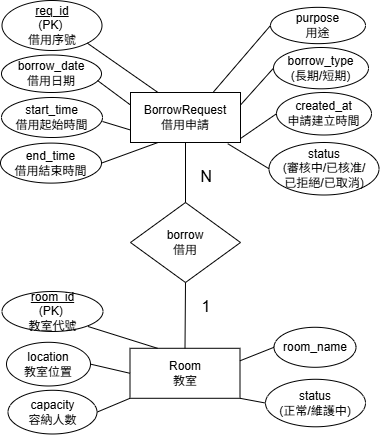 req_id
(PK)
借用序號
borrow_date
借用日期
start_time
借用起始時間
end_time
借用結束時間
BorrowRequest
借用申請
purpose
用途
borrow_type
(長期/短期)
created_at
申請建立時間
status
(審核中/已核准/
已拒絕/已取消)
N
borrow
借用
1
room_id
(PK)
教室代號
location
教室位置
capacity
容納人數
Room
教室
room_name
status
(正常/維護中)